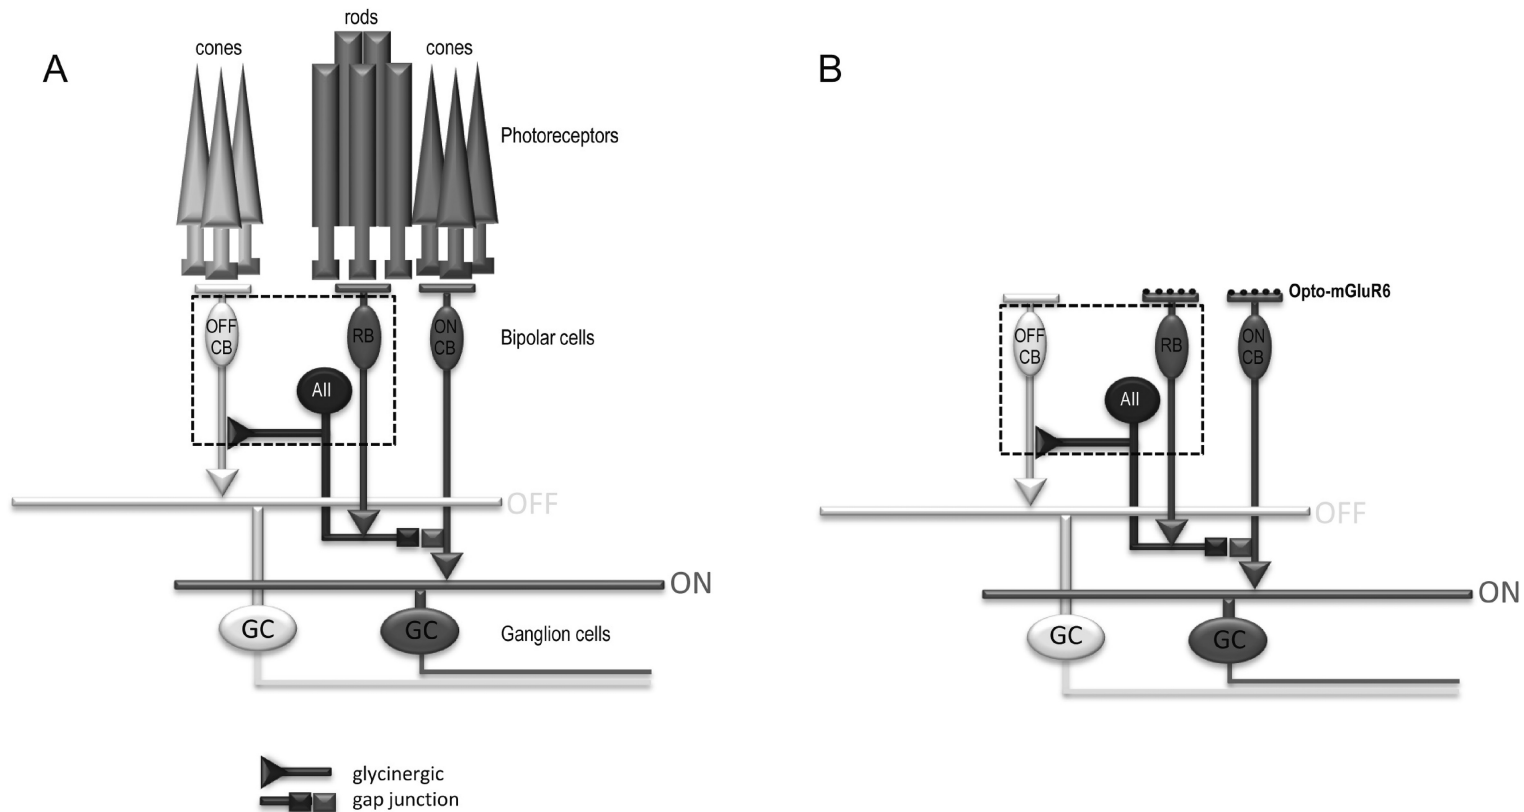 A
cones
rods
cones
Photoreceptors
OFF
CB
RB
ON
CB
Bipolar cells
AII
OFF
ON
GC
GC
Ganglion cells
glycinergic
gap junction
B
Opto-mGluR6
OFF
CB
RB
ON
CB
AII
OFF
ON
GC
GC